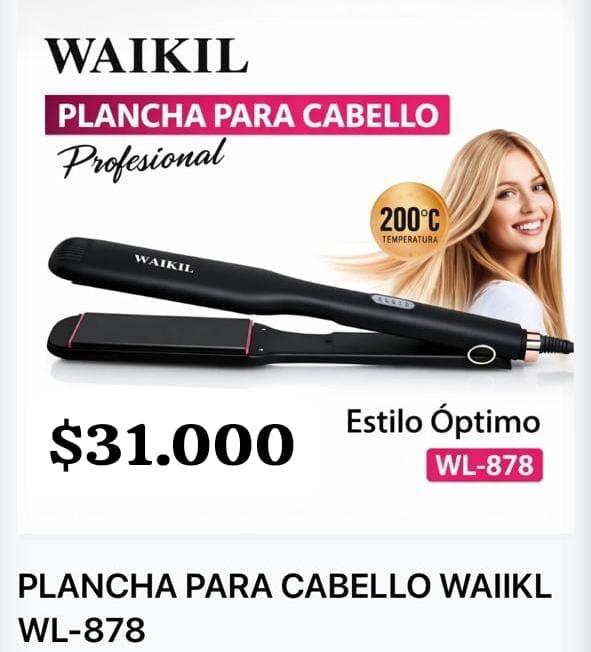 WAIKIL
PLANCHA PARA CABELLO
Profesional
200°C
TEMPERATURA
WAIKIL
$31.000
Estilo Óptimo
WL-878
PLANCHA PARA CABELLO WAIIKL
WL-878